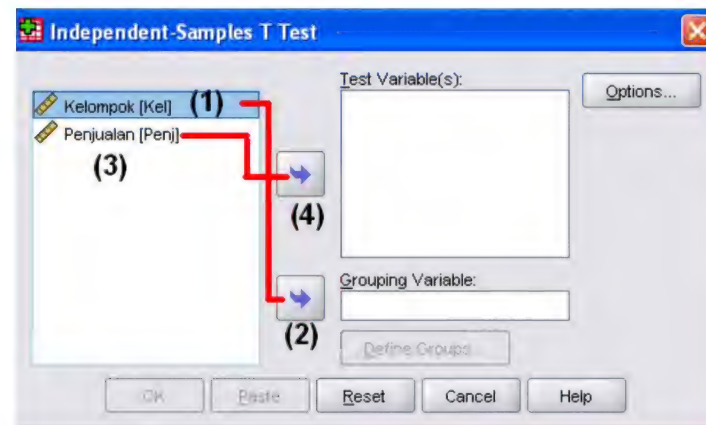 Independent-Samples T Test
Test Variable(s):
Options...
Kelompok [Kel] (1)
Penjualan [Penj]
(3)
(4)
Grouping Variable:
(2)
Define Groups...
OK Paste Reset Cancel Help